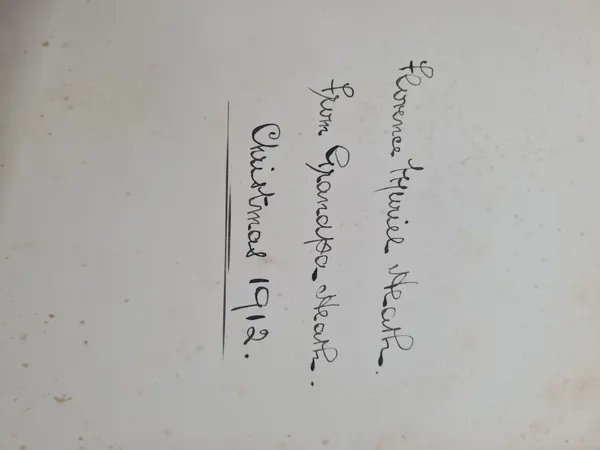 Florence Muriel Heath.
from Grandpa Heath.
Christmas 1912.